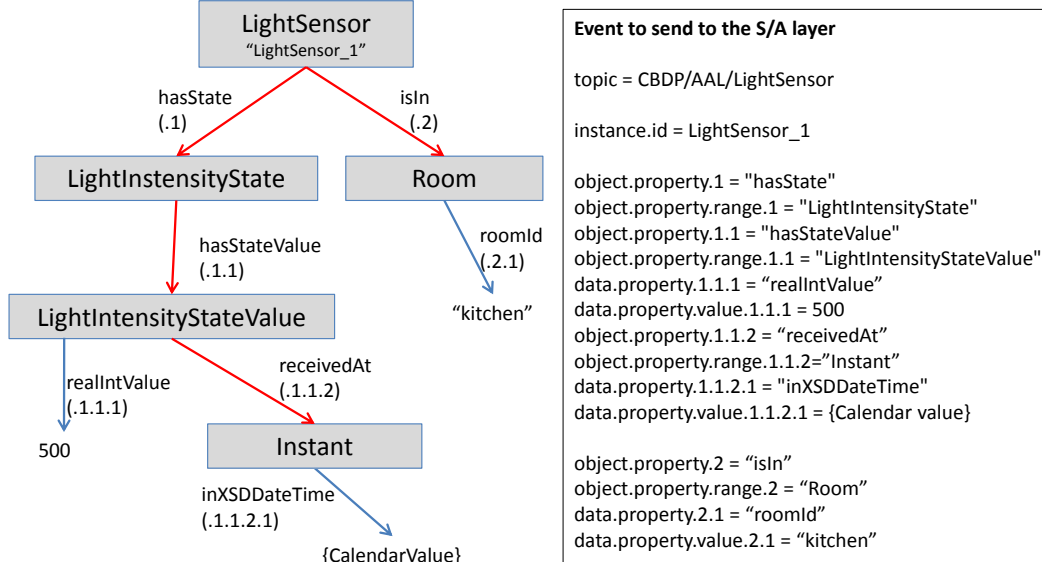 LightSensor
“LightSensor_1”
hasState
(.1)
isIn
(.2)
LightInstensityState
Room
hasStateValue
(.1.1)
roomId
(.2.1)
“kitchen”
LightIntensityStateValue
realIntValue
(.1.1.1)
receivedAt
(.1.1.2)
500
Instant
inXSDDateTime
(.1.1.2.1)
{CalendarValue}
Event to send to the S/A layer
topic = CBDP/AAL/LightSensor
instance.id = LightSensor_1
object.property.1 = "hasState"
object.property.range.1 = "LightIntensityState"
object.property.1.1 = "hasStateValue"
object.property.range.1.1 = "LightIntensityStateValue"
data.property.1.1.1 = “realIntValue”
data.property.value.1.1.1 = 500
object.property.1.1.2 = “receivedAt”
object.property.range.1.1.2=”Instant”
data.property.1.1.2.1 = "inXSDDateTime"
data.property.value.1.1.2.1 = {Calendar value}
object.property.2 = “isIn”
object.property.range.2 = “Room”
data.property.2.1 = “roomId”
data.property.value.2.1 = “kitchen”